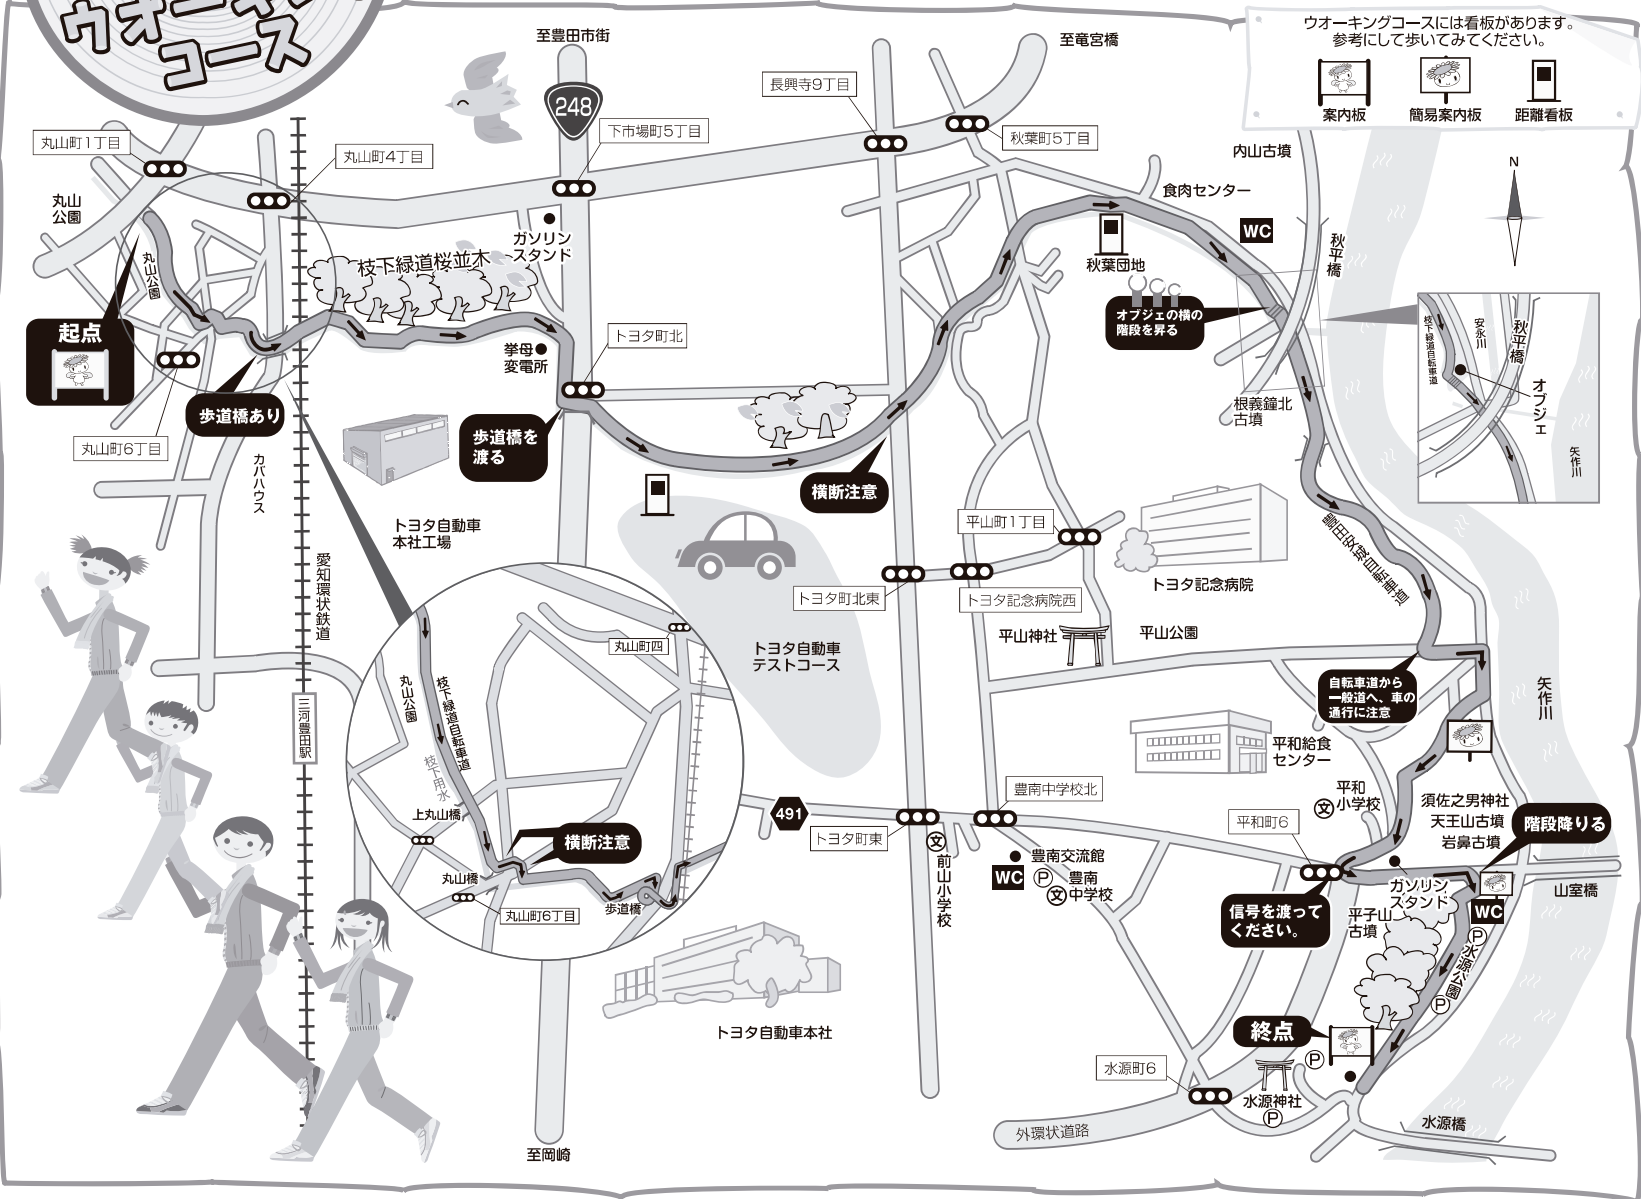 ウオーキング
コース
ウオーキングコースには看板があります。
参考にして歩いてみてください。
案内板
簡易案内板
距離看板
至豊田市街
至竜宮橋
248
長興寺9丁目
下市場町5丁目
秋葉町5丁目
丸山町1丁目
丸山町4丁目
内山古墳
N
食肉センター
丸山
公園
丸山公園
枝下緑道桜並木
ガソリン
スタンド
WC
秋平橋
秋葉団地
オブジェの横の
階段を昇る
起点
挙母
変電所
トヨタ町北
枝下緑道自転車道
安永川
秋平橋
オブジェ
矢作川
歩道橋あり
丸山町6丁目
カバハウス
歩道橋を
渡る
横断注意
根義鐘北
古墳
トヨタ自動車
本社工場
平山町1丁目
トヨタ記念病院
豊田安城自転車道
愛知環状鉄道
トヨタ町北東
トヨタ記念病院西
平山神社
平山公園
丸山町四
トヨタ自動車
テストコース
自転車道から
一般道へ、車の
通行に注意
矢作川
三河豊田駅
丸山公園
枝下緑道自転車道
枝下用水
上丸山橋
横断注意
丸山橋
丸山町6丁目
歩道橋
平和給食
センター
平和
小学校
文
須佐之男神社
天王山古墳
岩鼻古墳
階段降りる
491
トヨタ町東
豊南中学校北
平和町6
文
前山小学校
豊南交流館
WC
P
豊南
文
中学校
ガソリン
スタンド
山室橋
信号を渡って
ください。
平子山
古墳
WC
P
水源公園
P
トヨタ自動車本社
終点
P
水源町6
水源神社
P
外環状道路
水源橋
至岡崎